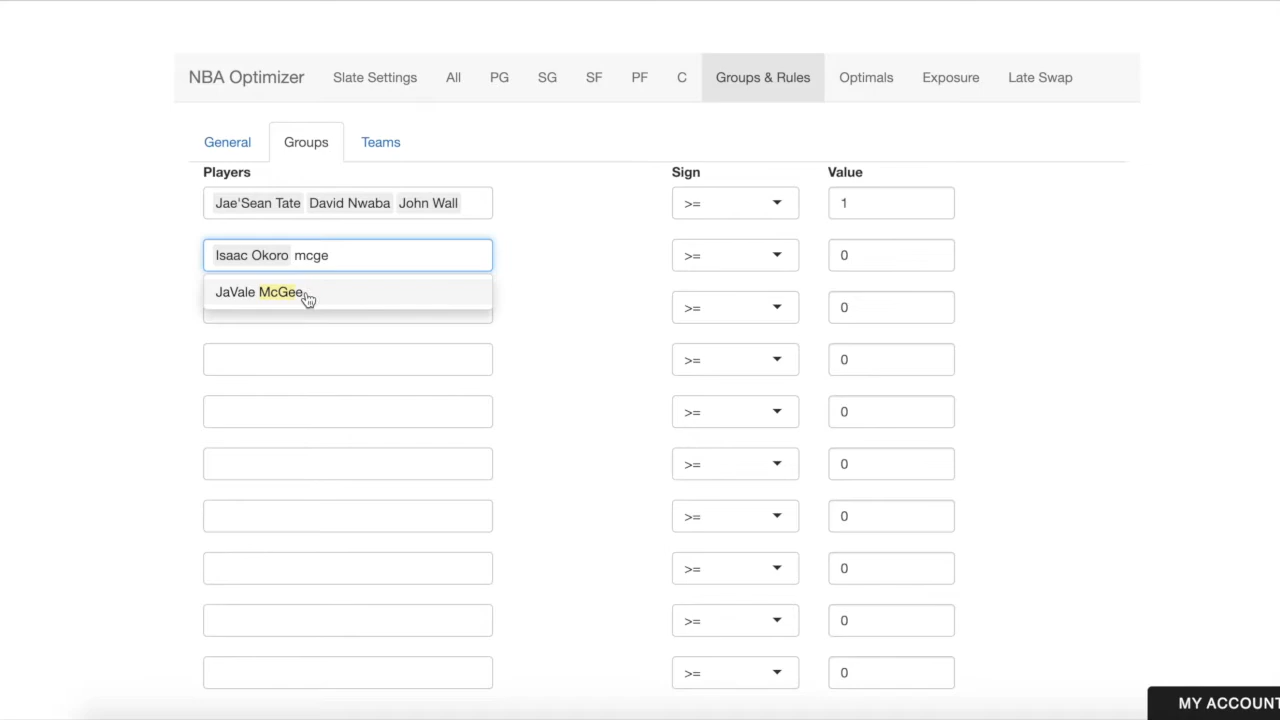 NBA Optimizer Slate Settings All PG SG SF PF C Groups & Rules Optimals Exposure Late Swap
General Groups Teams
Players Sign Value
Jae'Sean Tate David Nwaba John Wall >= 1
Isaac Okoro mcge >= 0
JaVale McGee
>= 0
>= 0
>= 0
>= 0
>= 0
>= 0
>= 0
>= 0
MY ACCOUNT